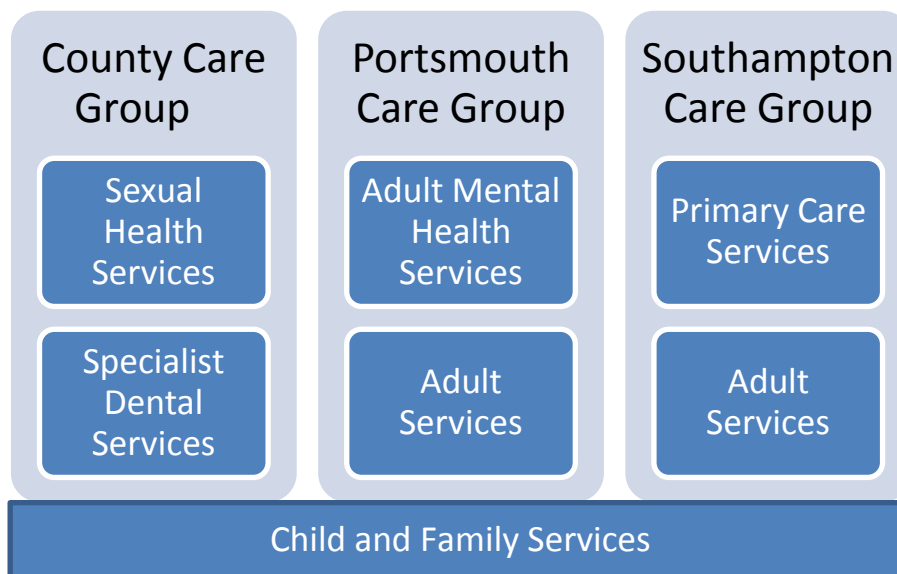 County Care
Group
Sexual
Health
Services
Specialist
Dental
Services
Portsmouth
Care Group
Adult Mental
Health
Services
Adult
Services
Southampton
Care Group
Primary Care
Services
Adult
Services
Child and Family Services